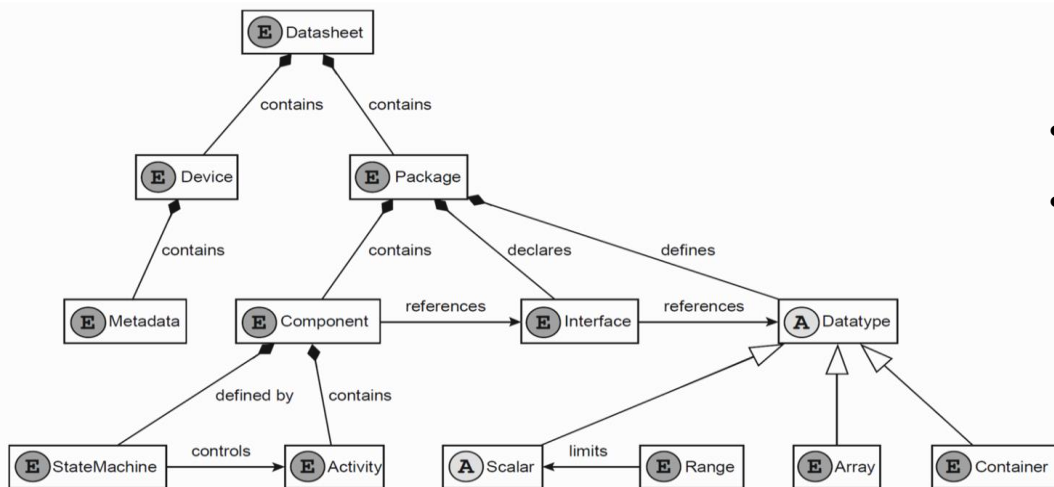 E Datasheet
contains contains
E Device E Package
contains contains declares defines
E Metadata E Component references E Interface references A Datatype
defined by contains
E StateMachine controls E Activity A Scalar limits E Range E Array E Container